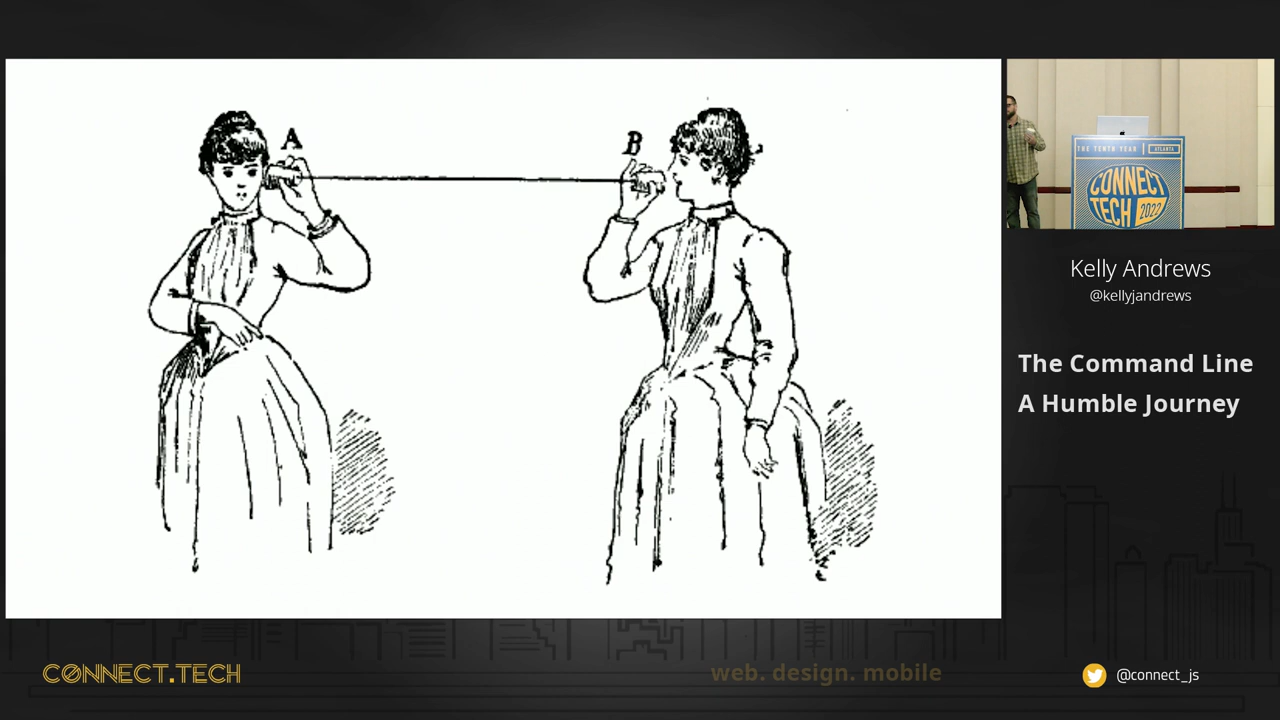 A
B
THE TENTH YEAR
ATLANTA
CONNECT
TECH
2022
Kelly Andrews
@kellyjandrews
The Command Line
A Humble Journey
CONNECT.TECH
web. design. mobile
@connect_js